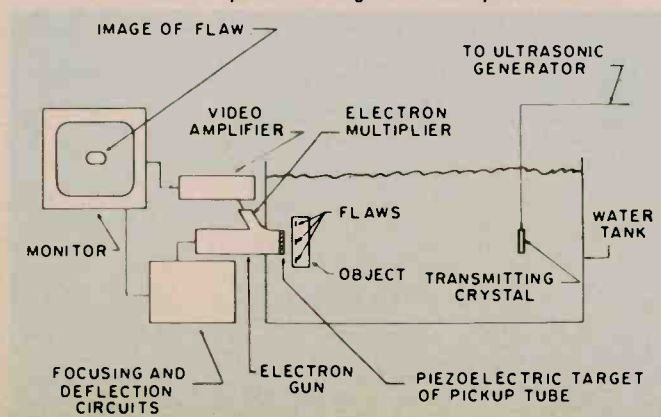 IMAGE OF FLAW
TO ULTRASONIC
GENERATOR
VIDEO
AMPLIFIER
ELECTRON
MULTIPLIER
MONITOR
FLAWS
OBJECT
WATER
TANK
TRANSMITTING
CRYSTAL
FOCUSING AND
DEFLECTION
CIRCUITS
ELECTRON
GUN
PIEZOELECTRIC TARGET
OF PICKUP TUBE